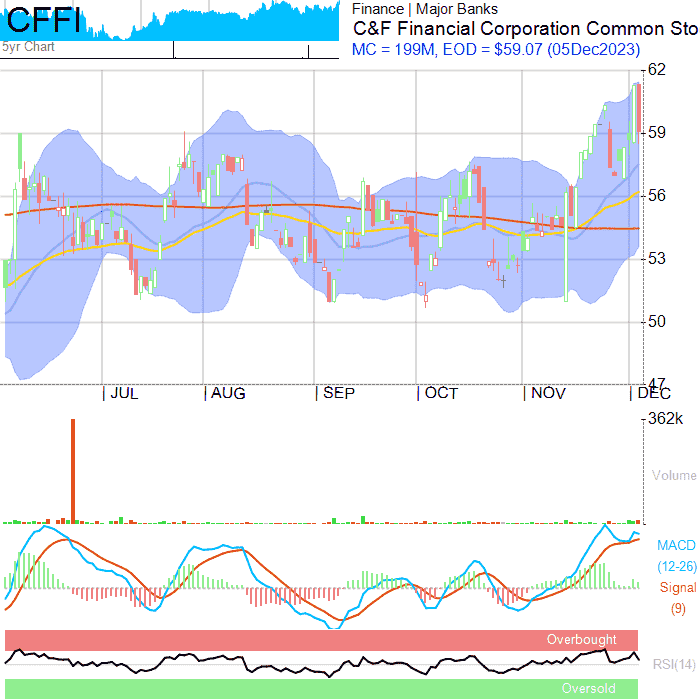 CFFI
5yr Chart
Finance | Major Banks
C&F Financial Corporation Common Sto
MC = 199M, EOD = $59.07 (05Dec2023)
62
59
56
53
50
47
JUL
AUG
SEP
OCT
NOV
DEC
362k
Volume
MACD
(12-26)
Signal
(9)
Overbought
RSI(14)
Oversold